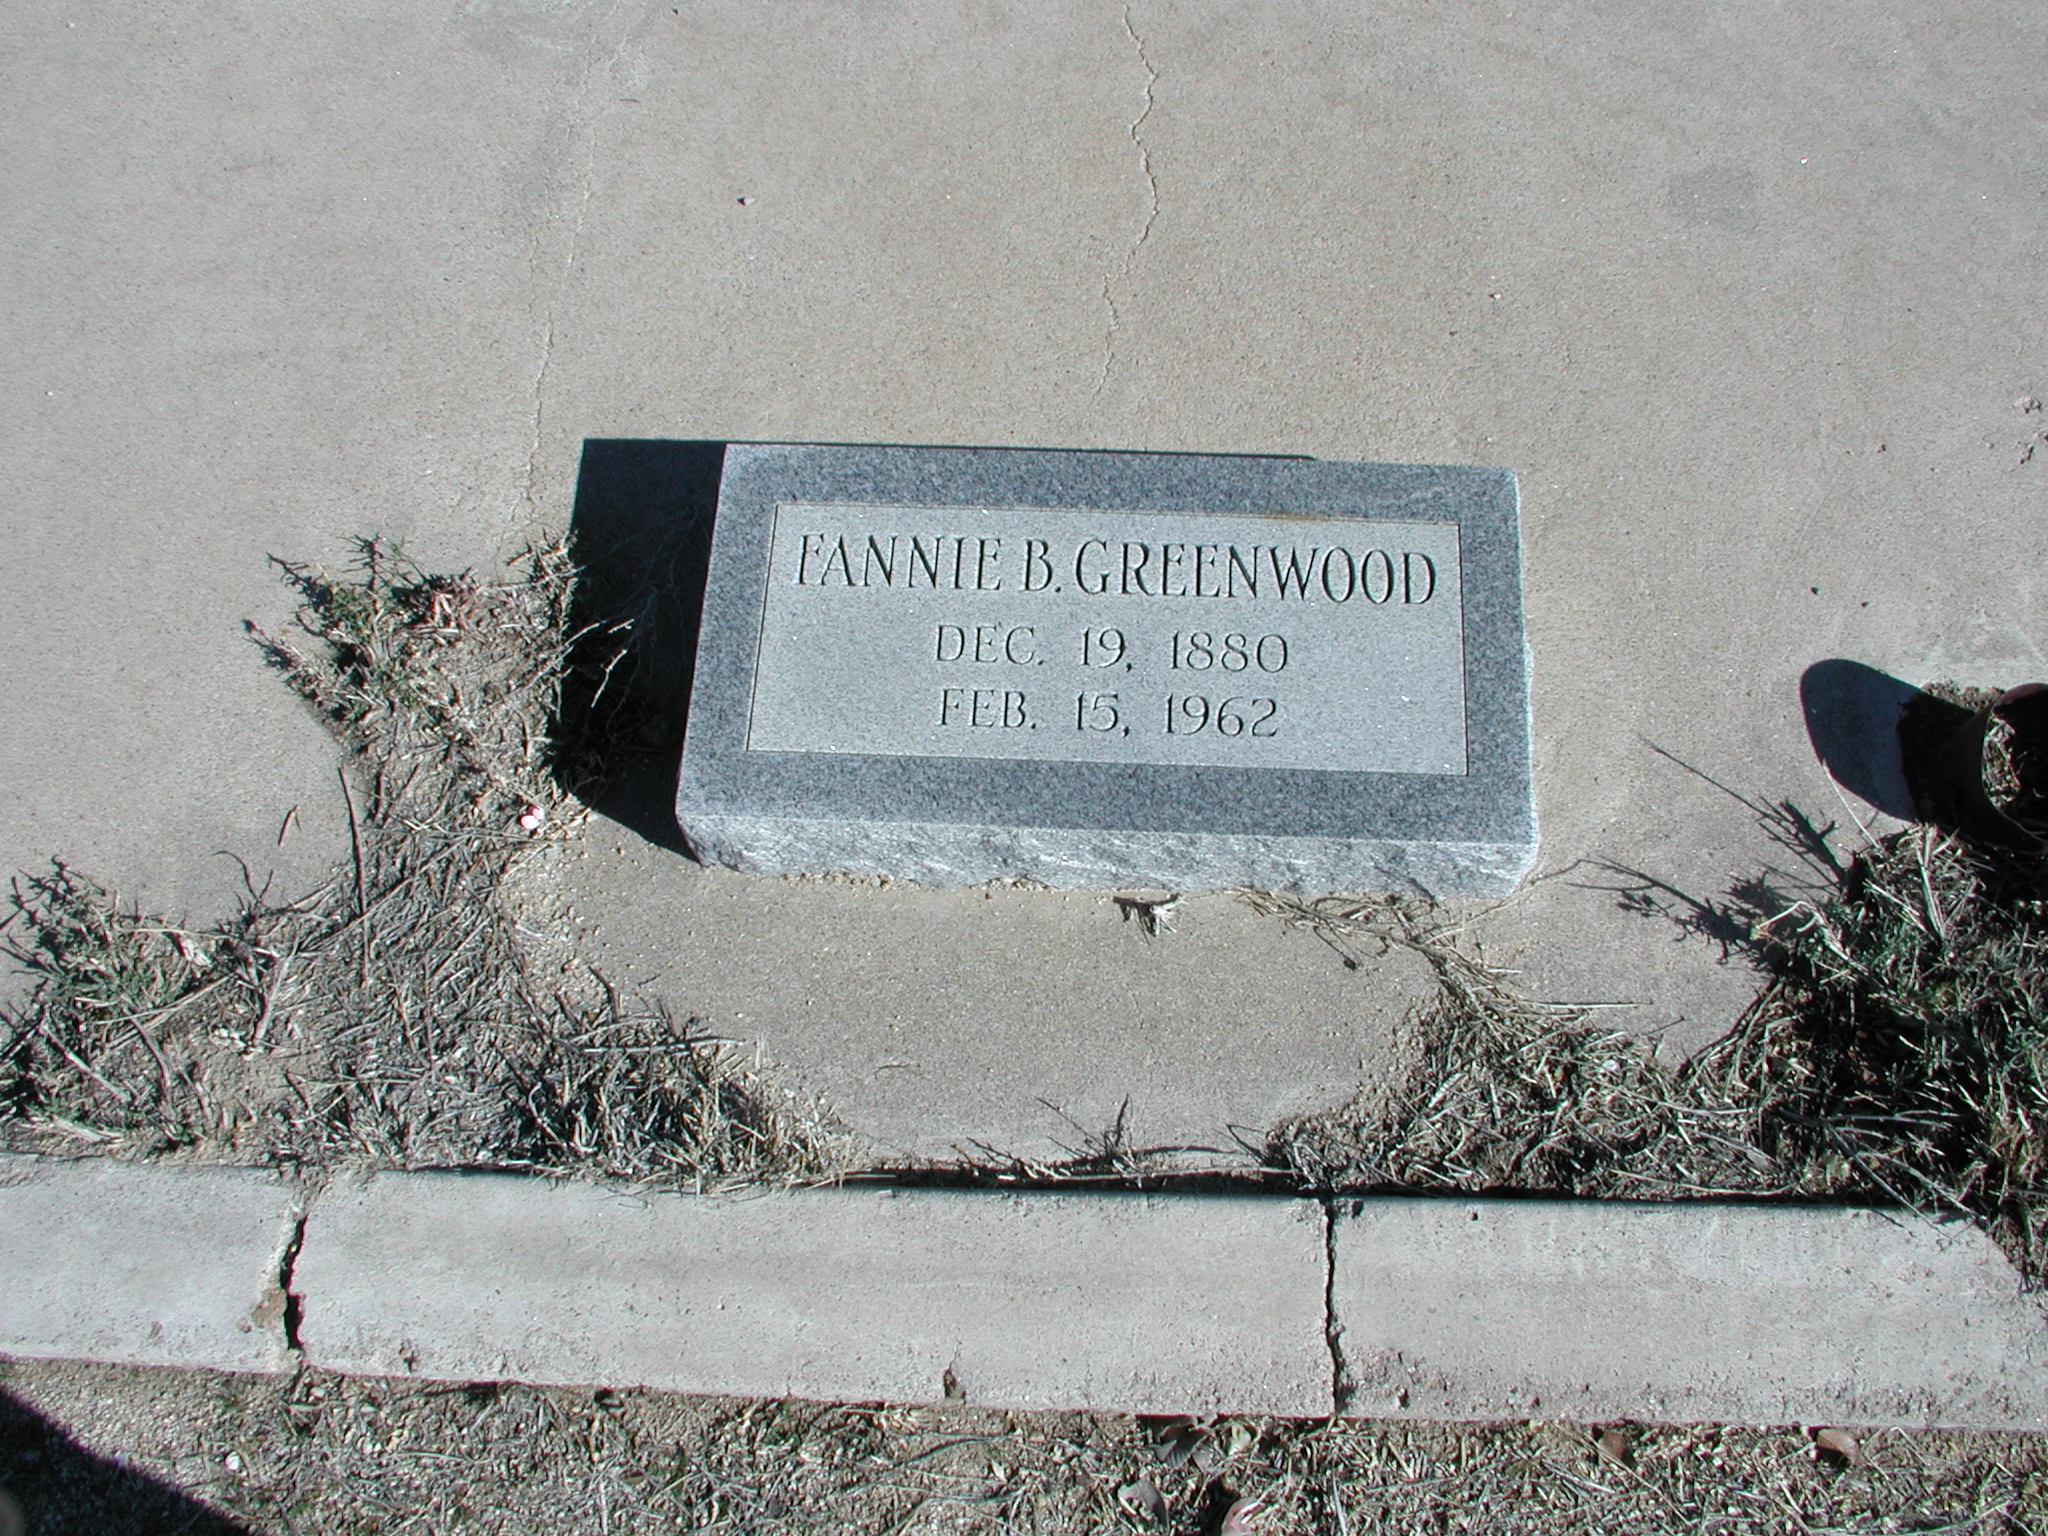 FANNIE B. GREENWOOD
DEC. 19, 1880
FEB. 15, 1962